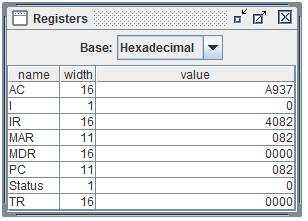 Registers
Base: Hexadecimal
name width value
AC 16 A937
I 1 0
IR 16 4082
MAR 11 082
MDR 16 0000
PC 11 082
Status 1 0
TR 16 0000